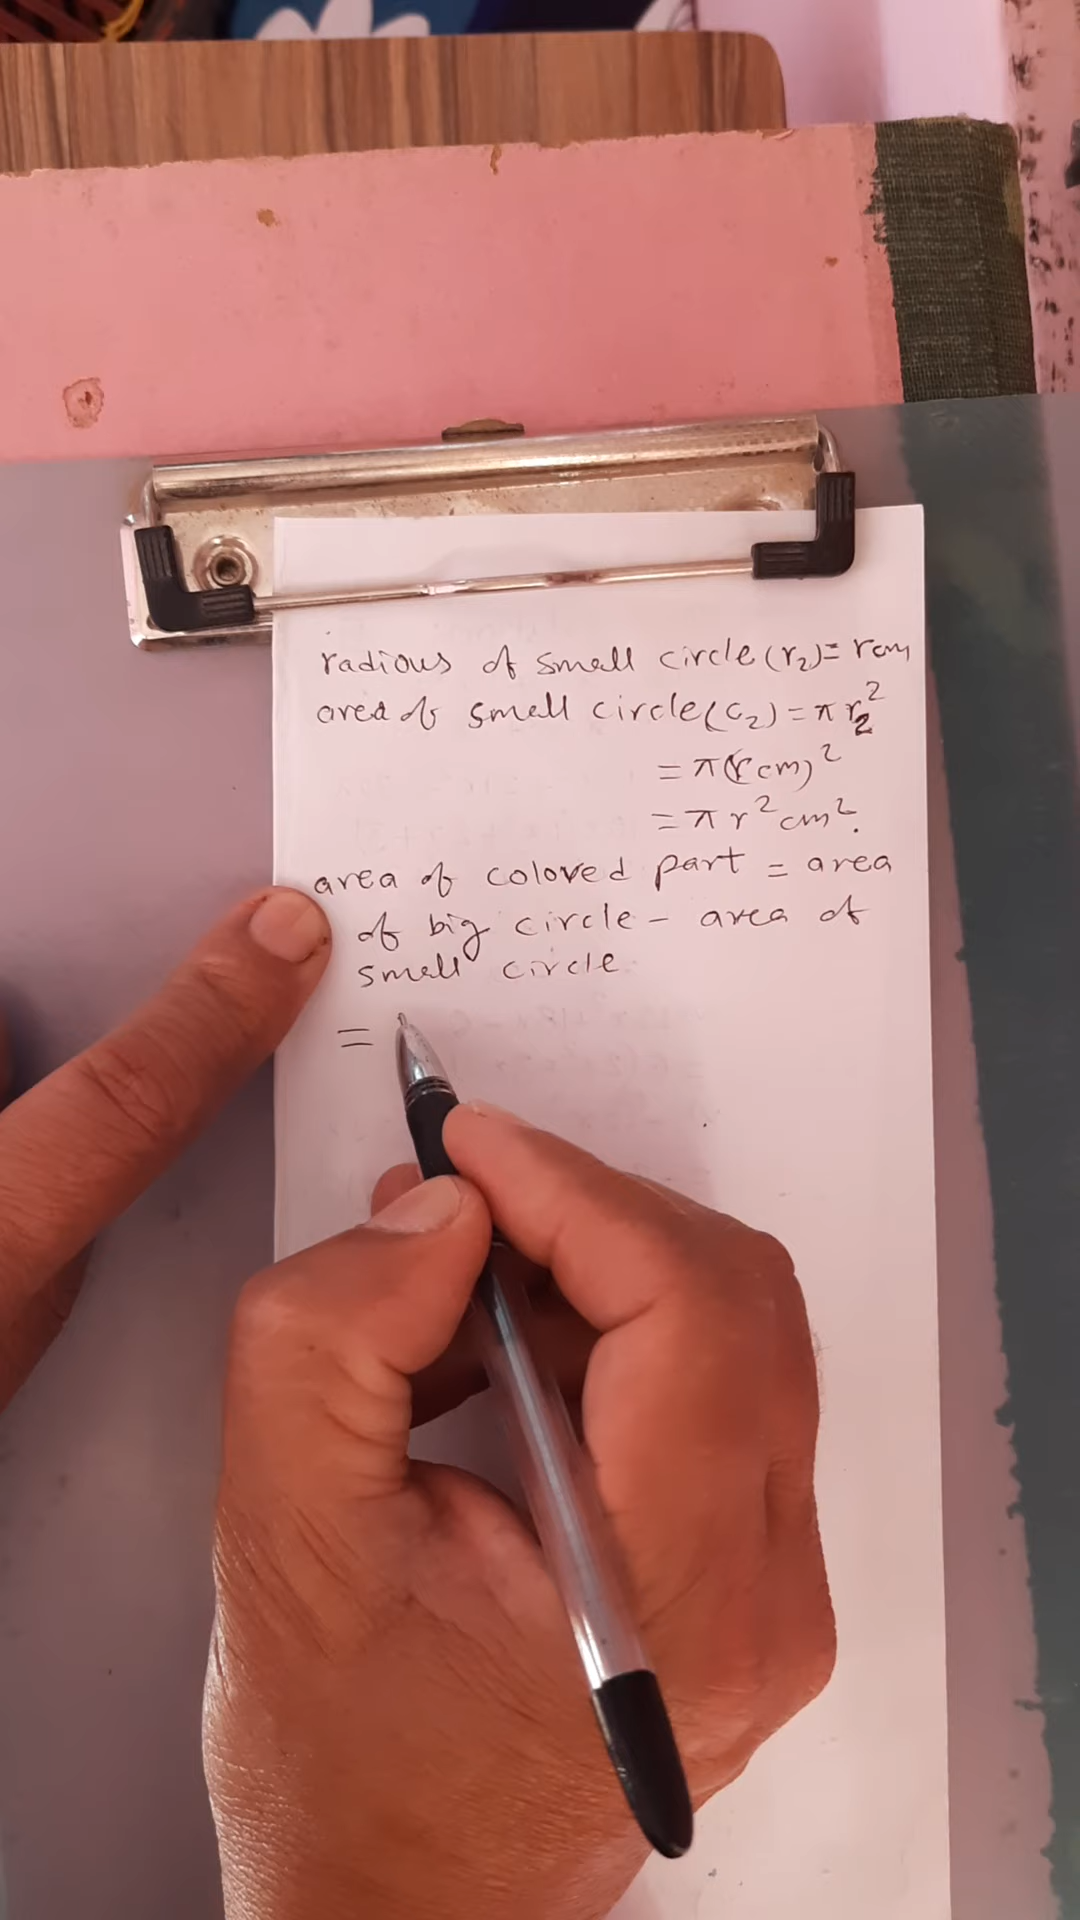 radious of small circle (r₂) = r cm
area of small circle (c₂) = π r₂²
= π (r cm)²
= π r² cm².
area of colored part = area
of big circle - area of
small circle
=